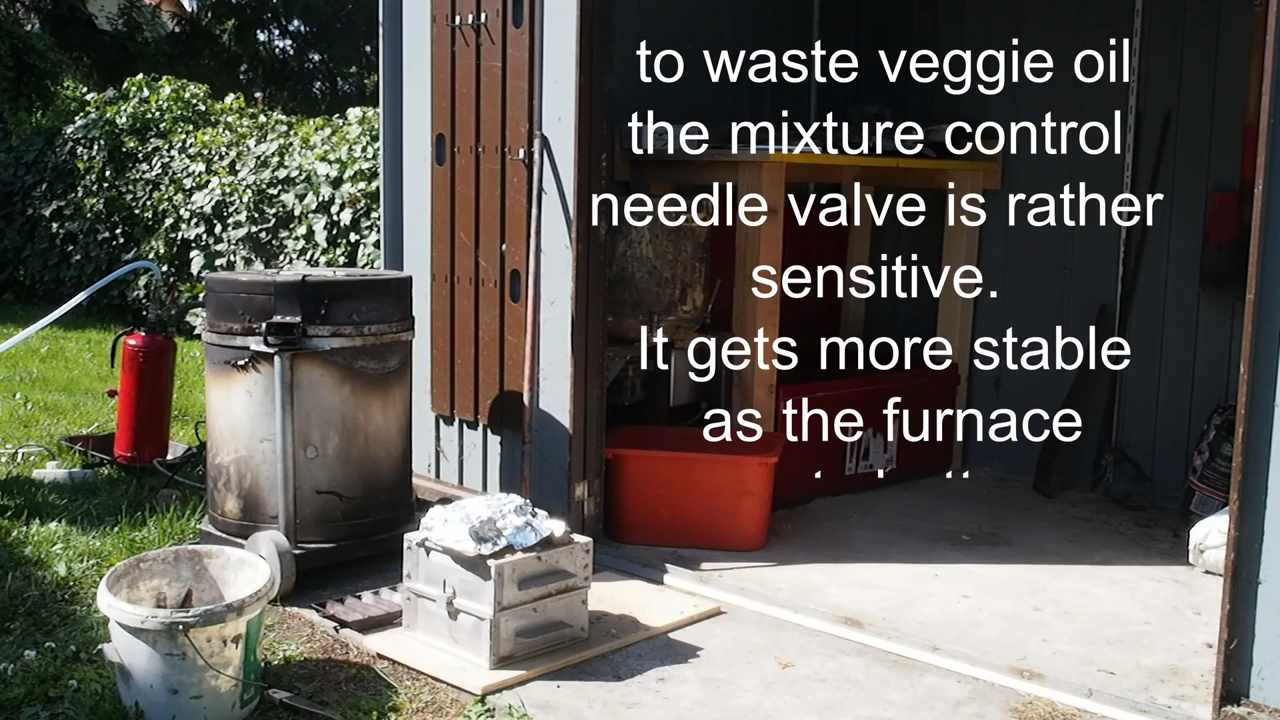 to waste veggie oil
the mixture control
needle valve is rather
sensitive.
It gets more stable
as the furnace